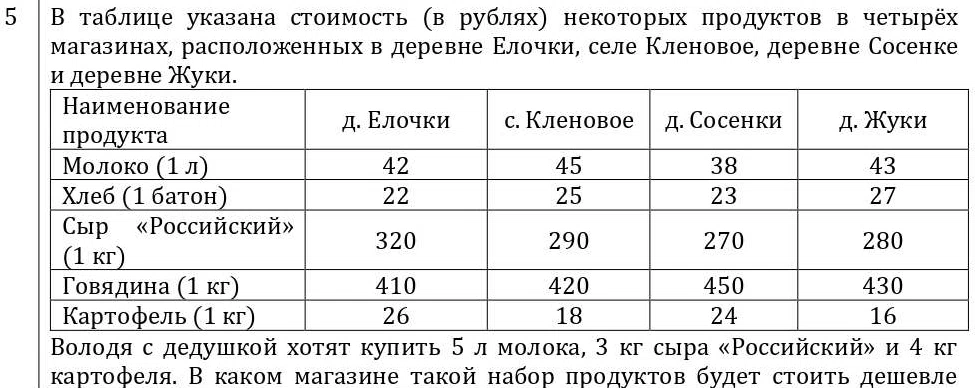 5 В таблице указана стоимость (в рублях) некоторых продуктов в четырёх
магазинах, расположенных в деревне Елочки, селе Кленовое, деревне Сосенке
и деревне Жуки.
Наименование продукта д. Елочки с. Кленовое д. Сосенки д. Жуки
Молоко (1 л) 42 45 38 43
Хлеб (1 батон) 22 25 23 27
Сыр «Российский» (1 кг) 320 290 270 280
Говядина (1 кг) 410 420 450 430
Картофель (1 кг) 26 18 24 16
Володя с дедушкой хотят купить 5 л молока, 3 кг сыра «Российский» и 4 кг
картофеля. В каком магазине такой набор продуктов будет стоить дешевле